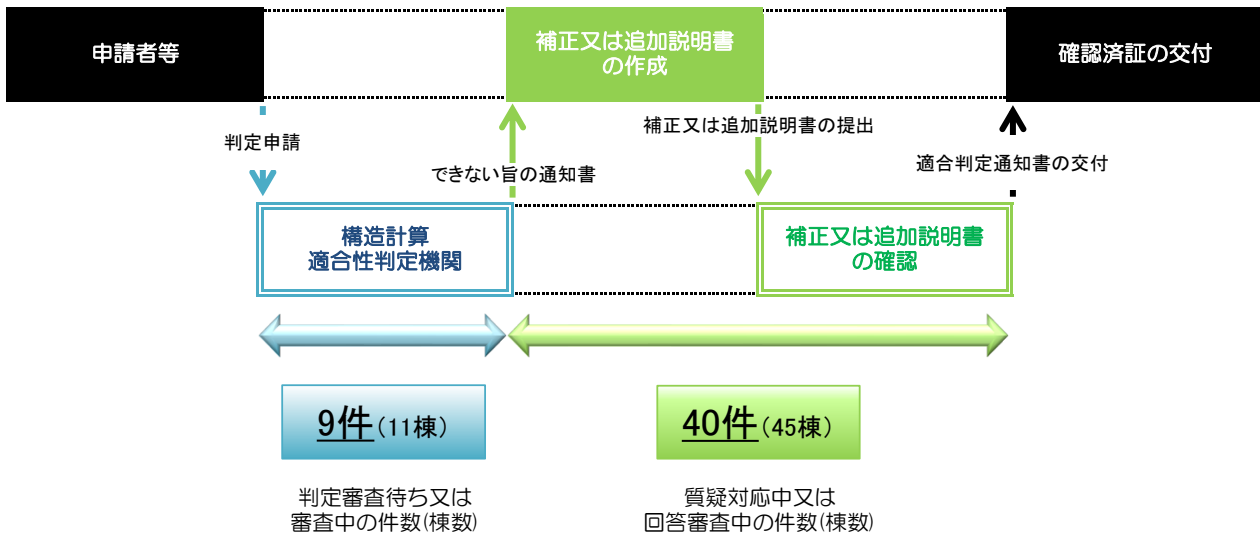 申請者等
補正又は追加説明書
の作成
確認済証の交付
判定申請
できない旨の通知書
補正又は追加説明書の提出
適合判定通知書の交付
構造計算
適合性判定機関
補正又は追加説明書
の確認
9件(11棟)
40件(45棟)
判定審査待ち又は
審査中の件数(棟数)
質疑対応中又は
回答審査中の件数(棟数)